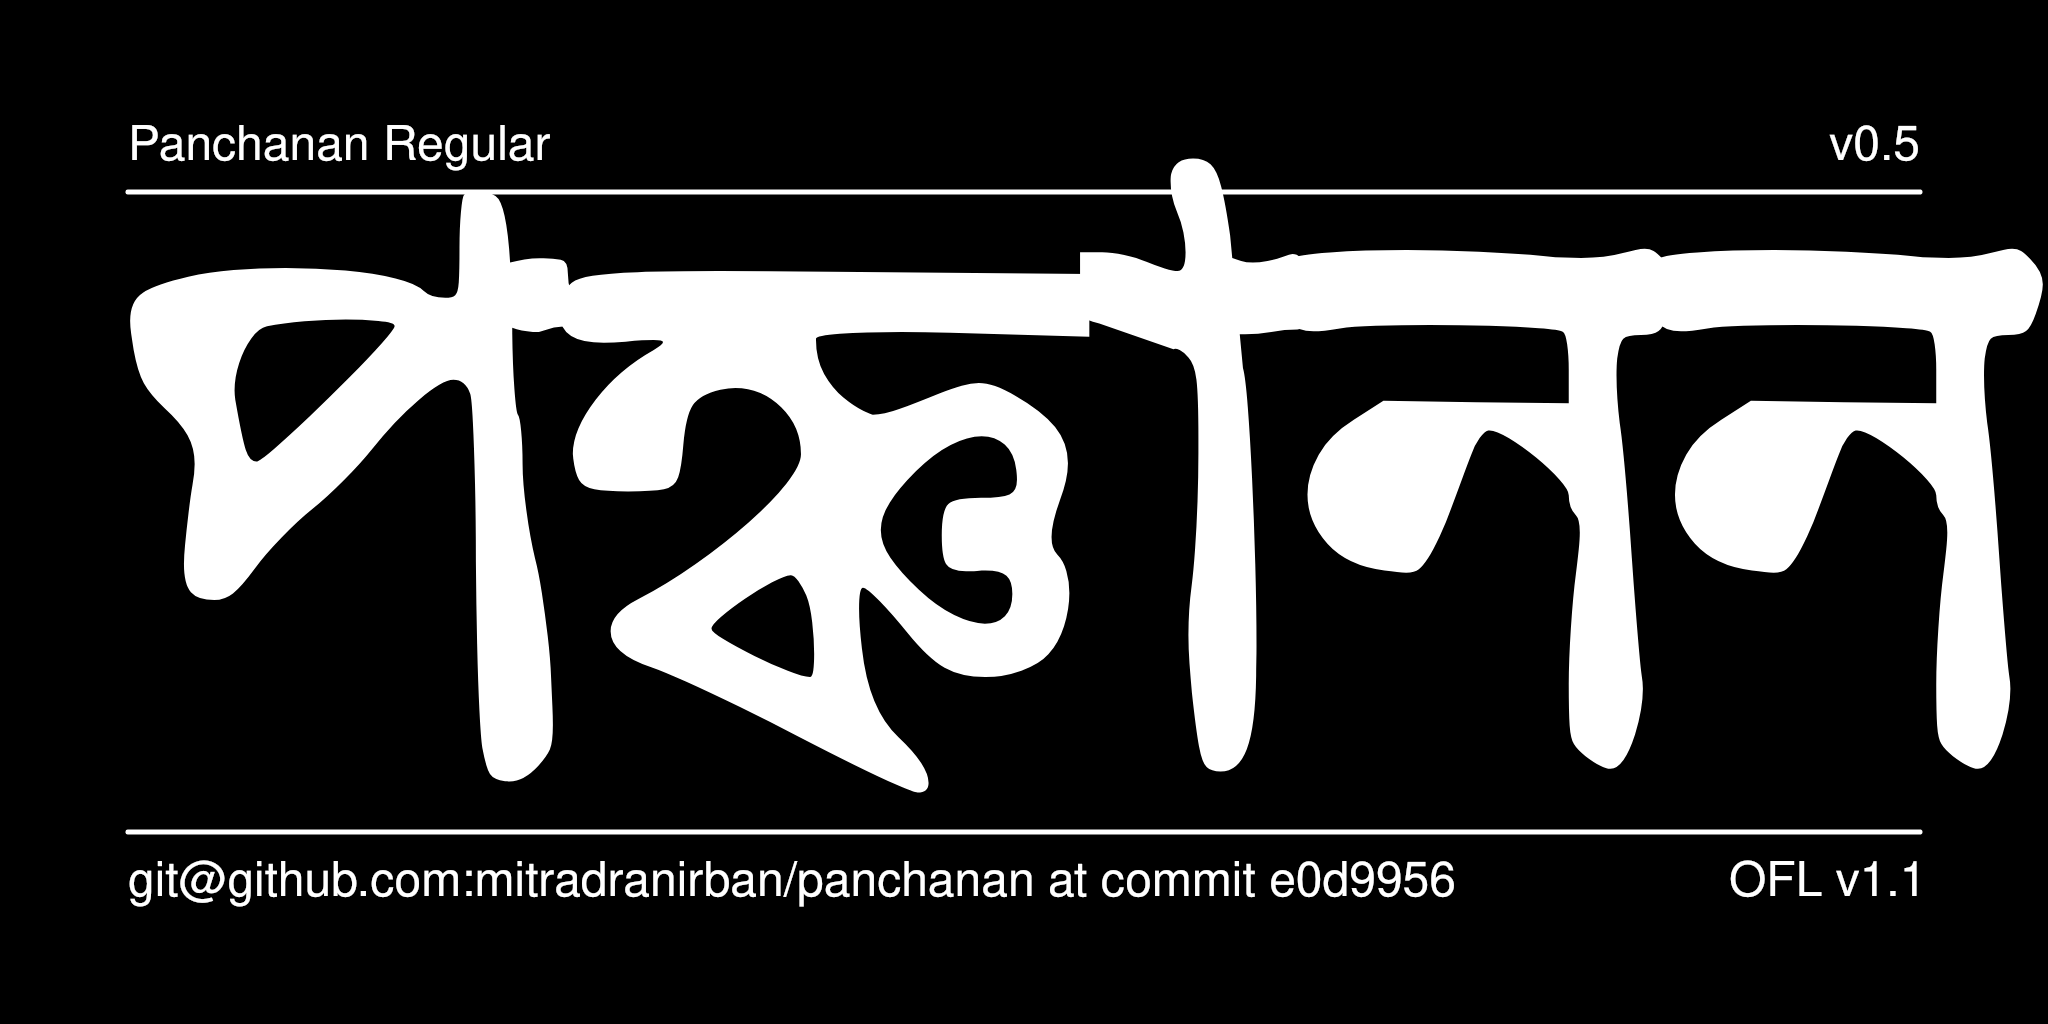 Panchanan Regular
v0.5
পঞ্চানন
git@github.com:mitradranirban/panchanan at commit e0d9956
OFL v1.1